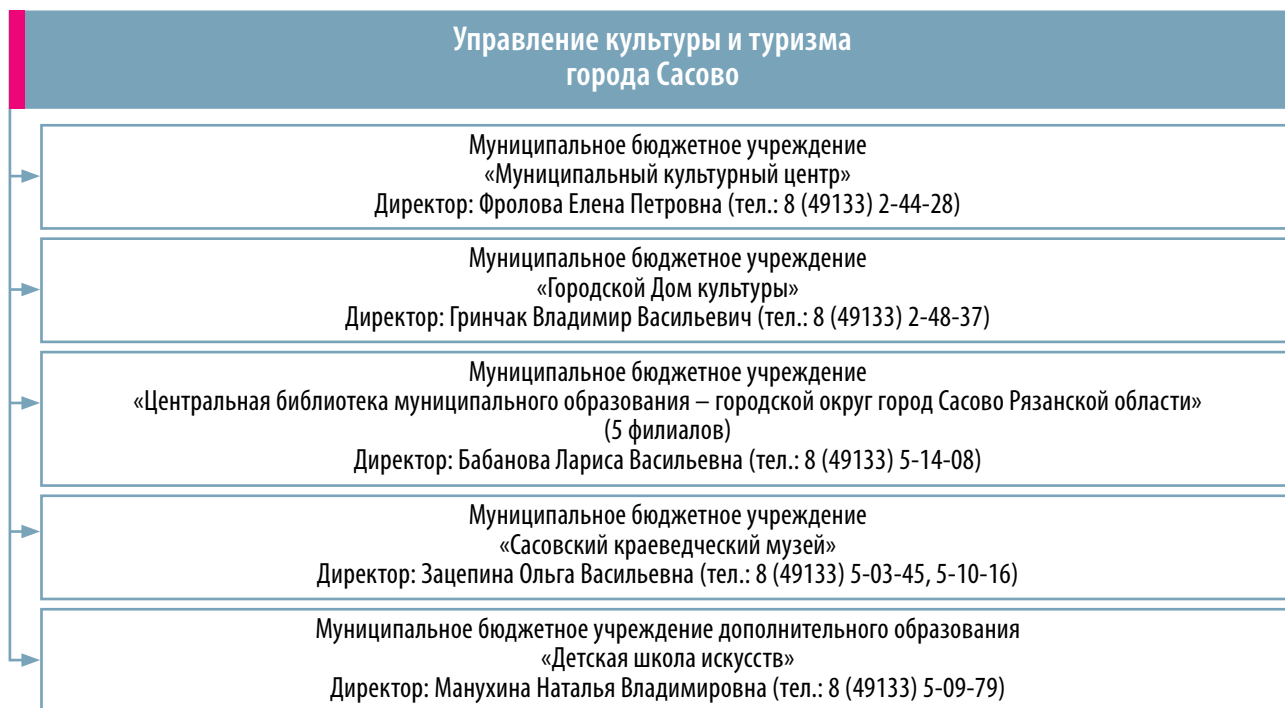 Управление культуры и туризма
города Сасово
Муниципальное бюджетное учреждение
«Муниципальный культурный центр»
Директор: Фролова Елена Петровна (тел.: 8 (49133) 2-44-28)
Муниципальное бюджетное учреждение
«Городской Дом культуры»
Директор: Гринчак Владимир Васильевич (тел.: 8 (49133) 2-48-37)
Муниципальное бюджетное учреждение
«Центральная библиотека муниципального образования – городской округ город Сасово Рязанской области»
(5 филиалов)
Директор: Бабанова Лариса Васильевна (тел.: 8 (49133) 5-14-08)
Муниципальное бюджетное учреждение
«Сасовский краеведческий музей»
Директор: Зацепина Ольга Васильевна (тел.: 8 (49133) 5-03-45, 5-10-16)
Муниципальное бюджетное учреждение дополнительного образования
«Детская школа искусств»
Директор: Манухина Наталья Владимировна (тел.: 8 (49133) 5-09-79)